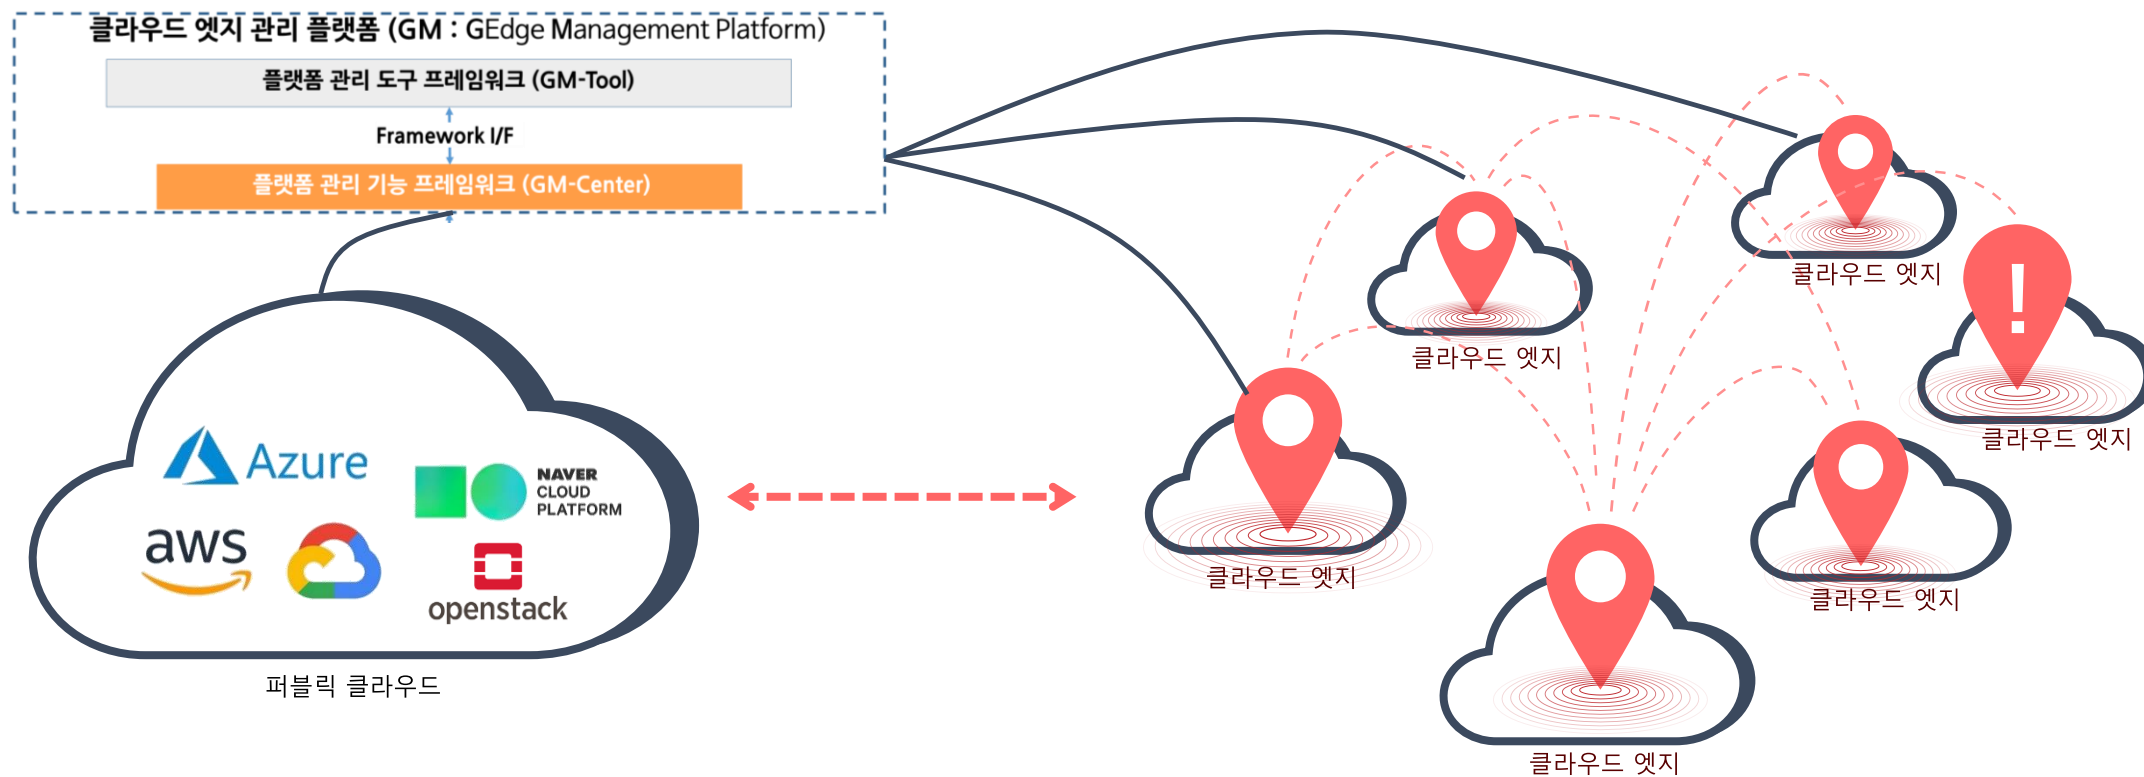 클라우드 엣지 관리 플랫폼 (GM : GEdge Management Platform)
플랫폼 관리 도구 프레임워크 (GM-Tool)
Framework I/F
플랫폼 관리 기능 프레임워크 (GM-Center)
Azure
NAVER
CLOUD
PLATFORM
aws
openstack
퍼블릭 클라우드
클라우드 엣지
클라우드 엣지
!
클라우드 엣지
클라우드 엣지
클라우드 엣지
클라우드 엣지